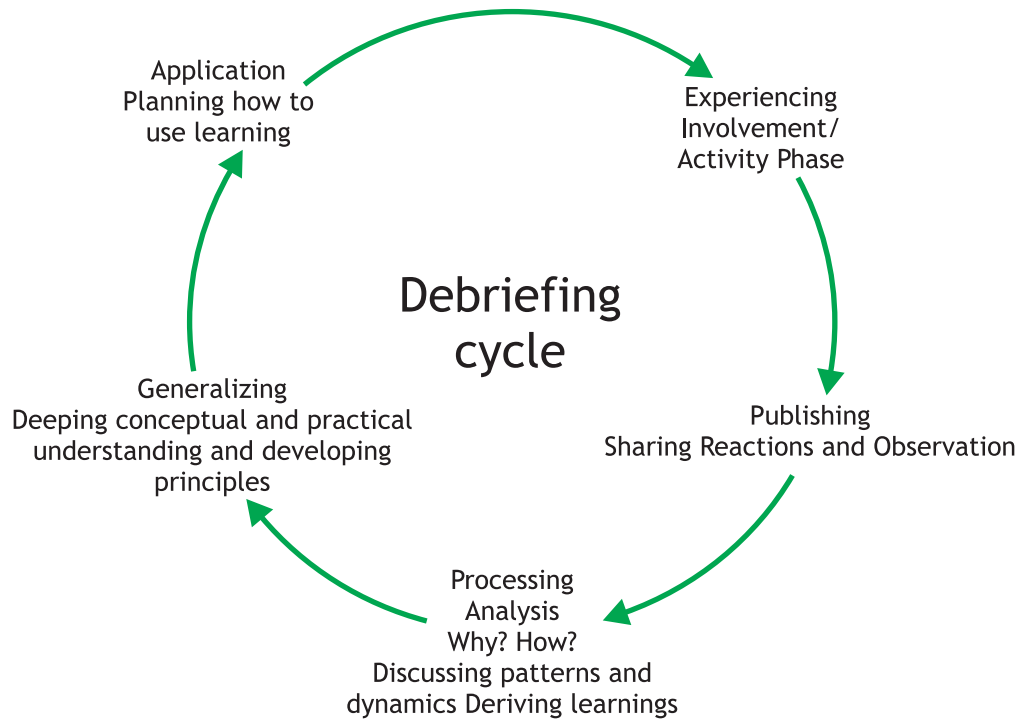 Application
Planning how to
use learning
Experiencing
Involvement/
Activity Phase
Debriefing
cycle
Generalizing
Deeping conceptual and practical
understanding and developing
principles
Publishing
Sharing Reactions and Observation
Processing
Analysis
Why? How?
Discussing patterns and
dynamics Deriving learnings